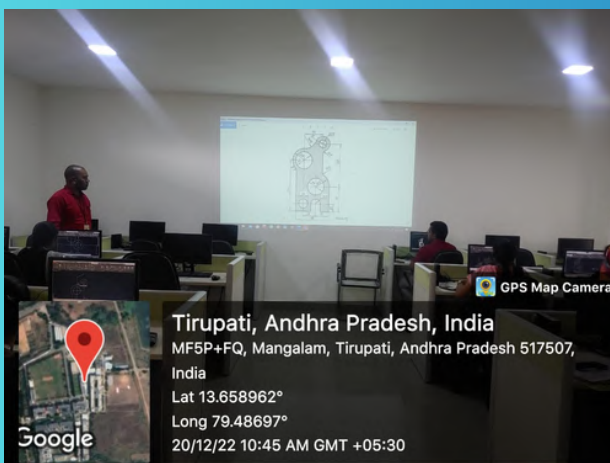 GPS Map Camera
Tirupati, Andhra Pradesh, India
MF5P+FQ, Mangalam, Tirupati, Andhra Pradesh 517507,
India
Lat 13.658962°
Long 79.48697°
20/12/22 10:45 AM GMT +05:30
Google